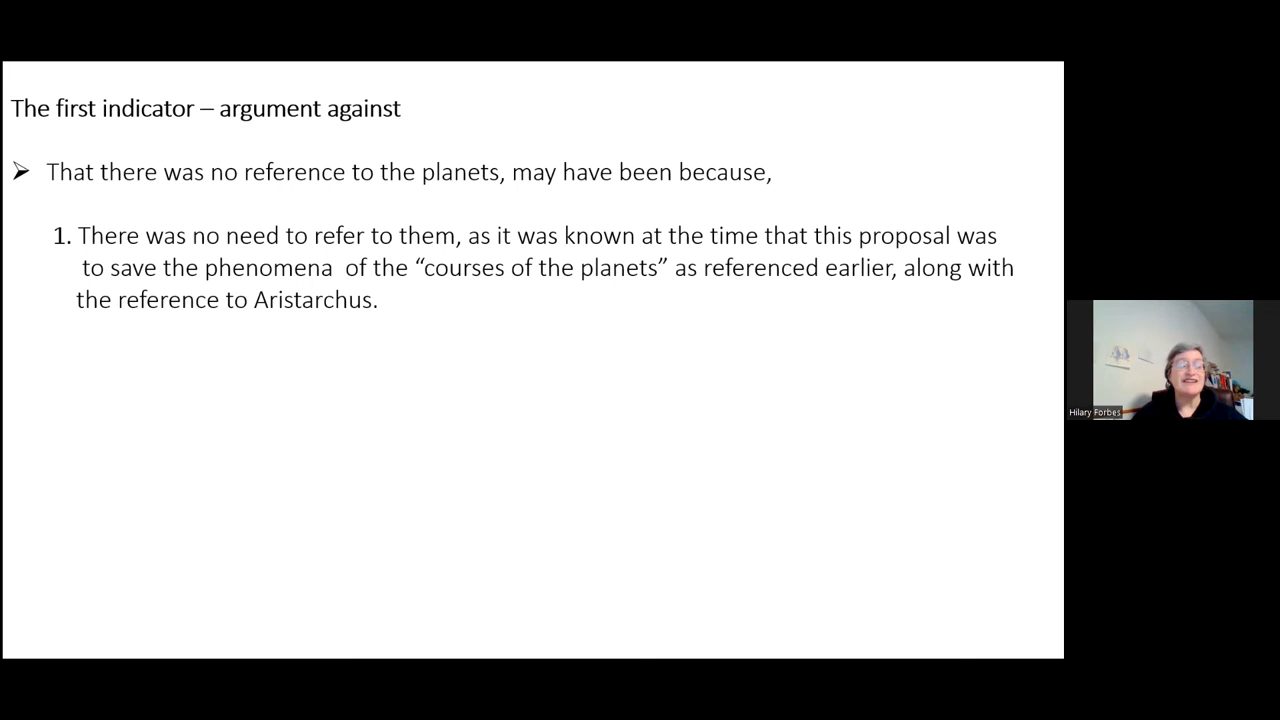 The first indicator – argument against
➢ That there was no reference to the planets, may have been because,
1. There was no need to refer to them, as it was known at the time that this proposal was
to save the phenomena  of the “courses of the planets” as referenced earlier, along with
the reference to Aristarchus.
Hilary Forbes